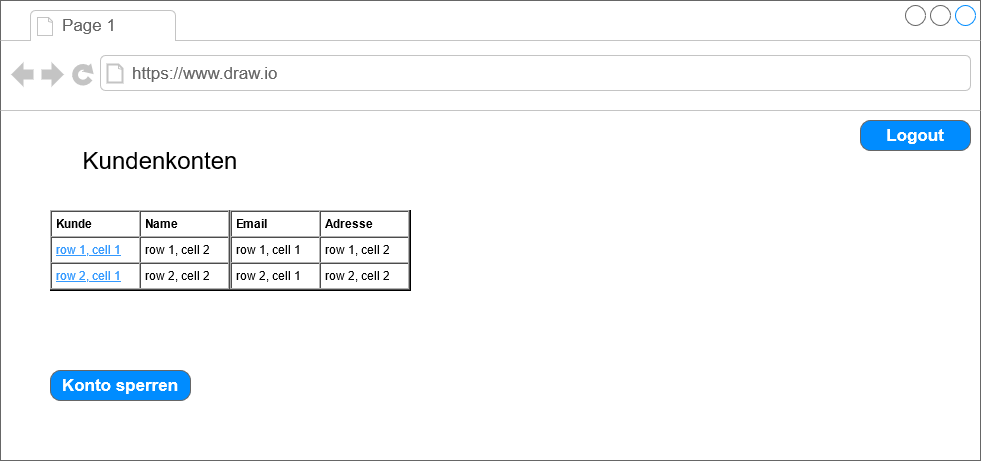 Page 1
https://www.draw.io
Logout
Kundenkonten
Kunde Name Email Adresse
row 1, cell 1 row 1, cell 2 row 1, cell 1 row 1, cell 2
row 2, cell 1 row 2, cell 2 row 2, cell 1 row 2, cell 2
Konto sperren